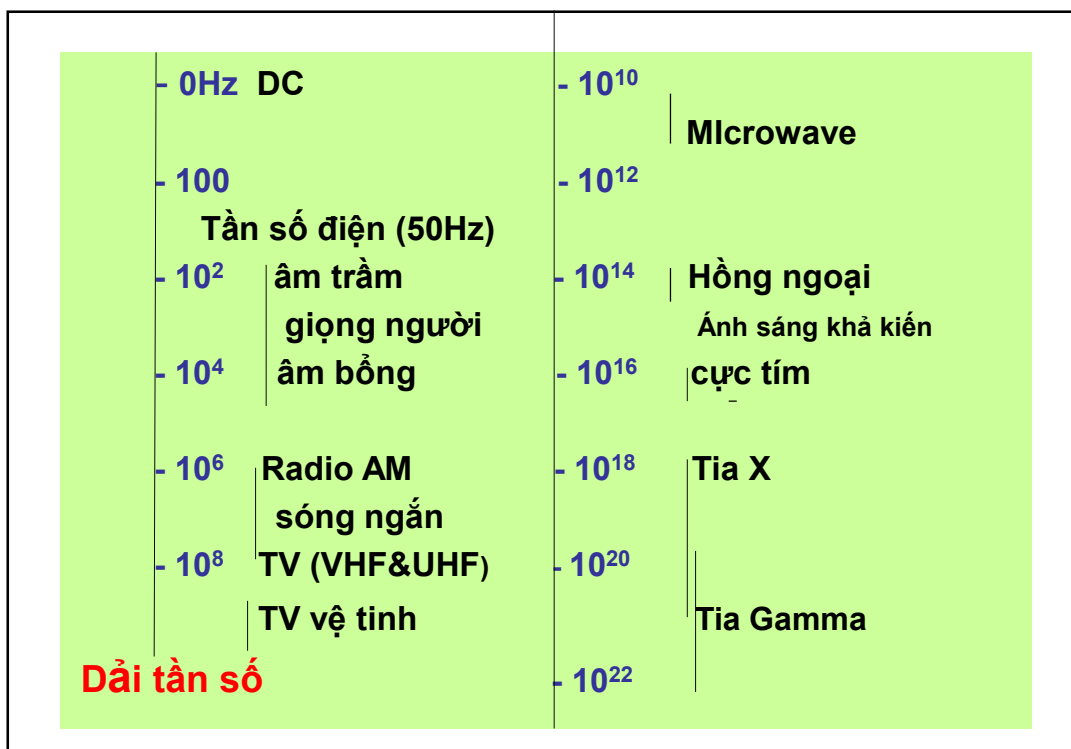 - 0Hz DC
- 100
Tần số điện (50Hz)
- 10² âm trầm
giọng người
- 10⁴ âm bổng
- 10⁶ Radio AM
sóng ngắn
- 10⁸ TV (VHF&UHF)
TV vệ tinh
Dải tần số
- 10¹⁰
MIcrowave
- 10¹²
- 10¹⁴ Hồng ngoại
Ánh sáng khả kiến
- 10¹⁶ cực tím
- 10¹⁸ Tia X
- 10²⁰
Tia Gamma
- 10²²